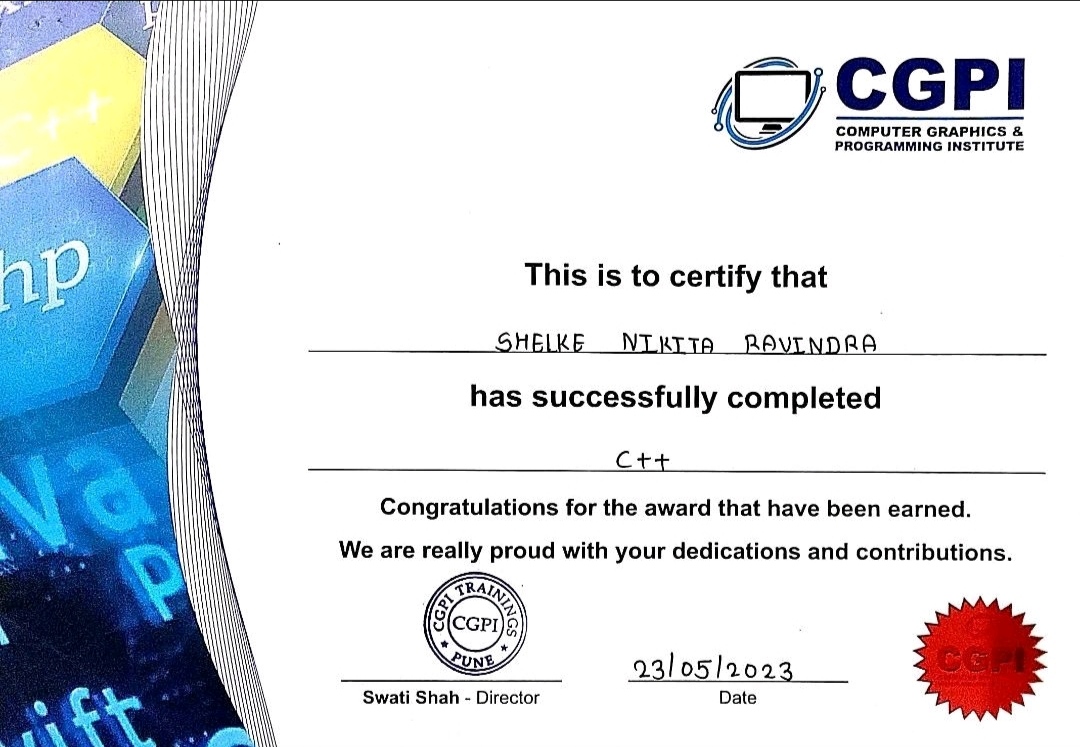 CGPI
COMPUTER GRAPHICS &
PROGRAMMING INSTITUTE
C++
hp
Va
P
ift
This is to certify that
SHELKE NIKITA RAVINDRA
has successfully completed
C++
Congratulations for the award that have been earned.
We are really proud with your dedications and contributions.
CGPI TRAININGS
CGPI
★ PUNE ★
CGPI
23/05/2023
Swati Shah - Director
Date